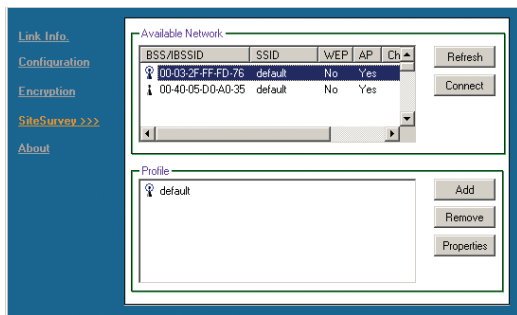 Link Info.
Configuration
Encryption
SiteSurvey >>>
About
Available Network
BSS/IBSSID SSID WEP AP Ch
00-03-2F-FF-FD-76 default No Yes
00-40-05-D0-A0-35 default No Yes
Refresh
Connect
Profile
default
Add
Remove
Properties